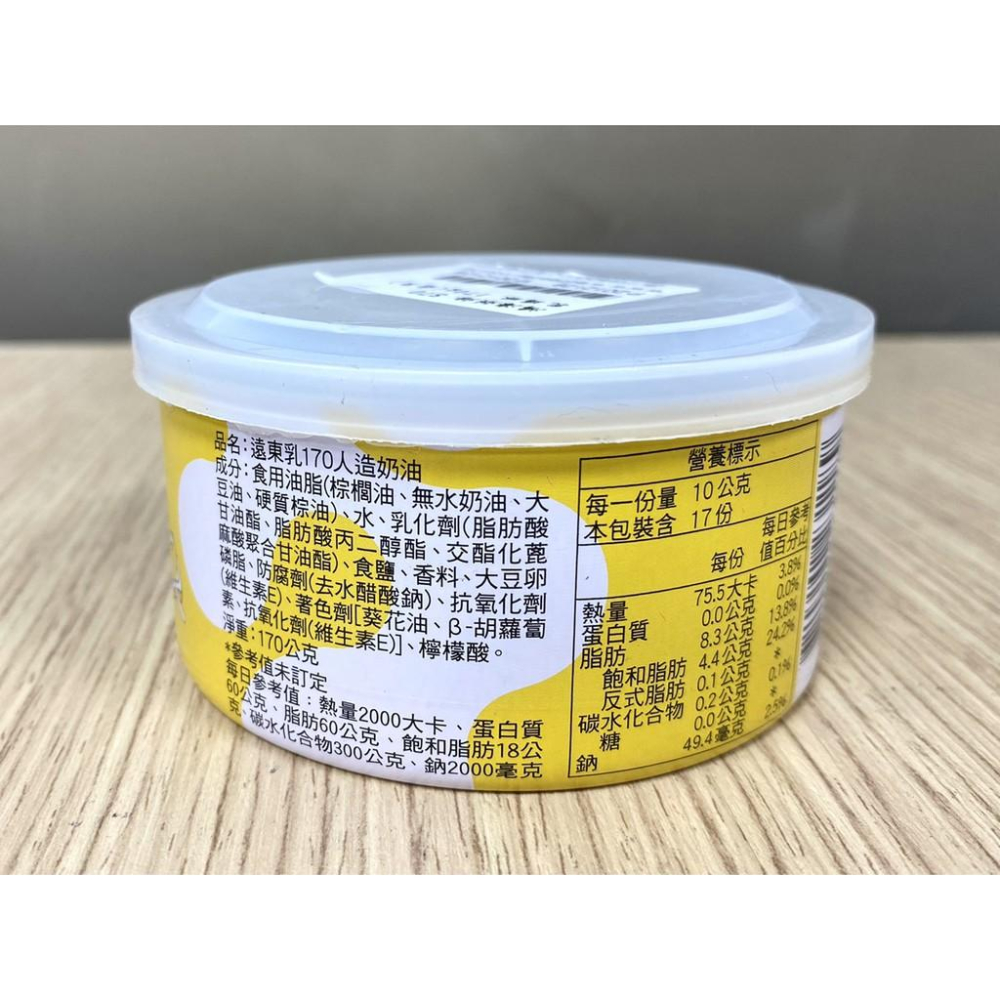 品名：遠東乳170人造奶油
成分：食用油脂(棕櫚油、無水奶油、大
豆油、硬質棕油)、水、乳化劑(脂肪酸
甘油酯、脂肪酸丙二醇酯、交酯化蓖
麻酸聚合甘油酯)、食鹽、香料、大豆卵
磷脂、防腐劑(去水醋酸鈉)、抗氧化劑
(維生素E)、著色劑[葵花油、β-胡蘿蔔
素、抗氧化劑(維生素E)]、檸檬酸。
淨重：170公克
*參考值未訂定
每日參考值：熱量2000大卡、蛋白質
60公克、脂肪60公克、飽和脂肪18公
克、碳水化合物300公克、鈉2000毫克
營養標示
每一份量 10公克
本包裝含 17份
每份 每日參考值百分比
熱量 75.5大卡 3.8%
蛋白質 0.0公克 0.0%
脂肪 8.3公克 13.8%
飽和脂肪 4.4公克 24.2%
反式脂肪 0.1公克 *
碳水化合物 0.2公克 0.1%
糖 0.0公克 *
鈉 49.4毫克 2.5%